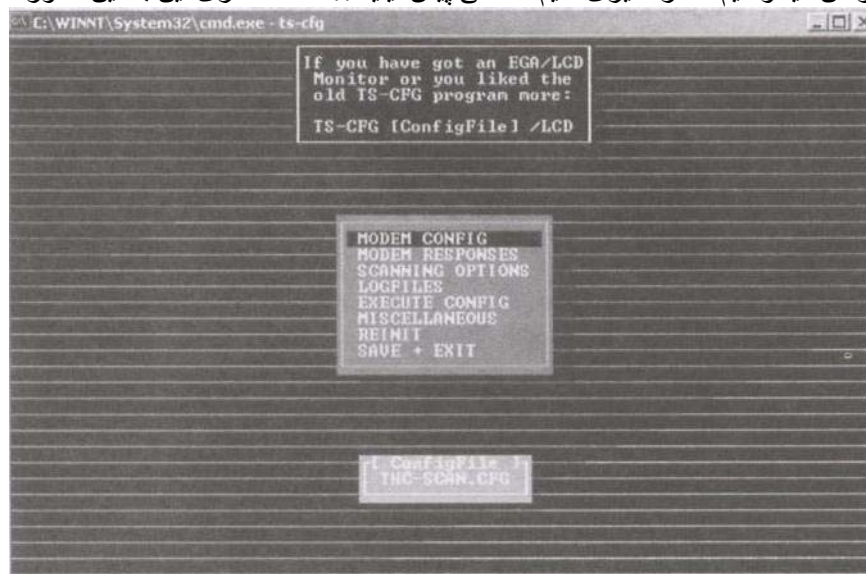 C:\WINNT\System32\cmd.exe - ts-cfg
If you have got an EGA/LCD
Monitor or you liked the
old TS-CFG program more:
TS-CFG [ConfigFile] /LCD
MODEM CONFIG
MODEM RESPONSES
SCANNING OPTIONS
LOGFILES
EXECUTE CONFIG
MISCELLANEOUS
REINIT
SAVE + EXIT
[ ConfigFile ]
TNC-SCAN.CFG